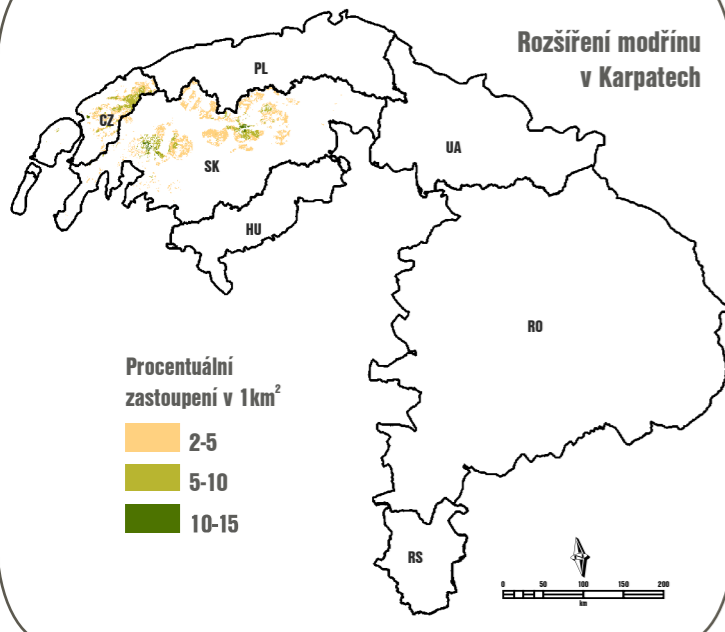 Rozšíření modřínu
v Karpatech
PL
CZ
SK
UA
HU
RO
RS
Procentuální
zastoupení v 1km²
2-5
5-10
10-15
0 50 100 150 200
km